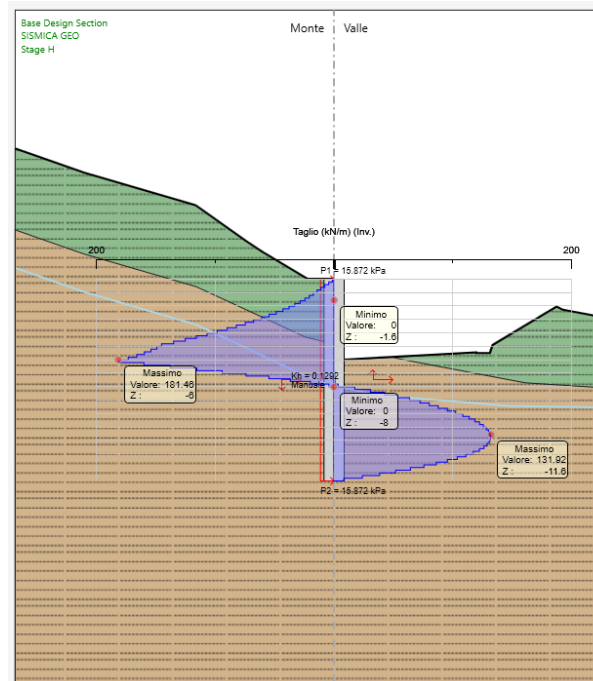 Base Design Section
SISMICA GEO
Stage H
Monte
Valle
Taglio (kN/m) (Inv.)
200
200
P1 = 15.872 kPa
Minimo
Valore: 0
Z : -1.6
Massimo
Valore: 181.46
Z : -6
Kh = 0.1292
Manuale
Minimo
Valore: 0
Z : -8
Massimo
Valore: 131.92
Z : -11.6
P2 = 15.872 kPa